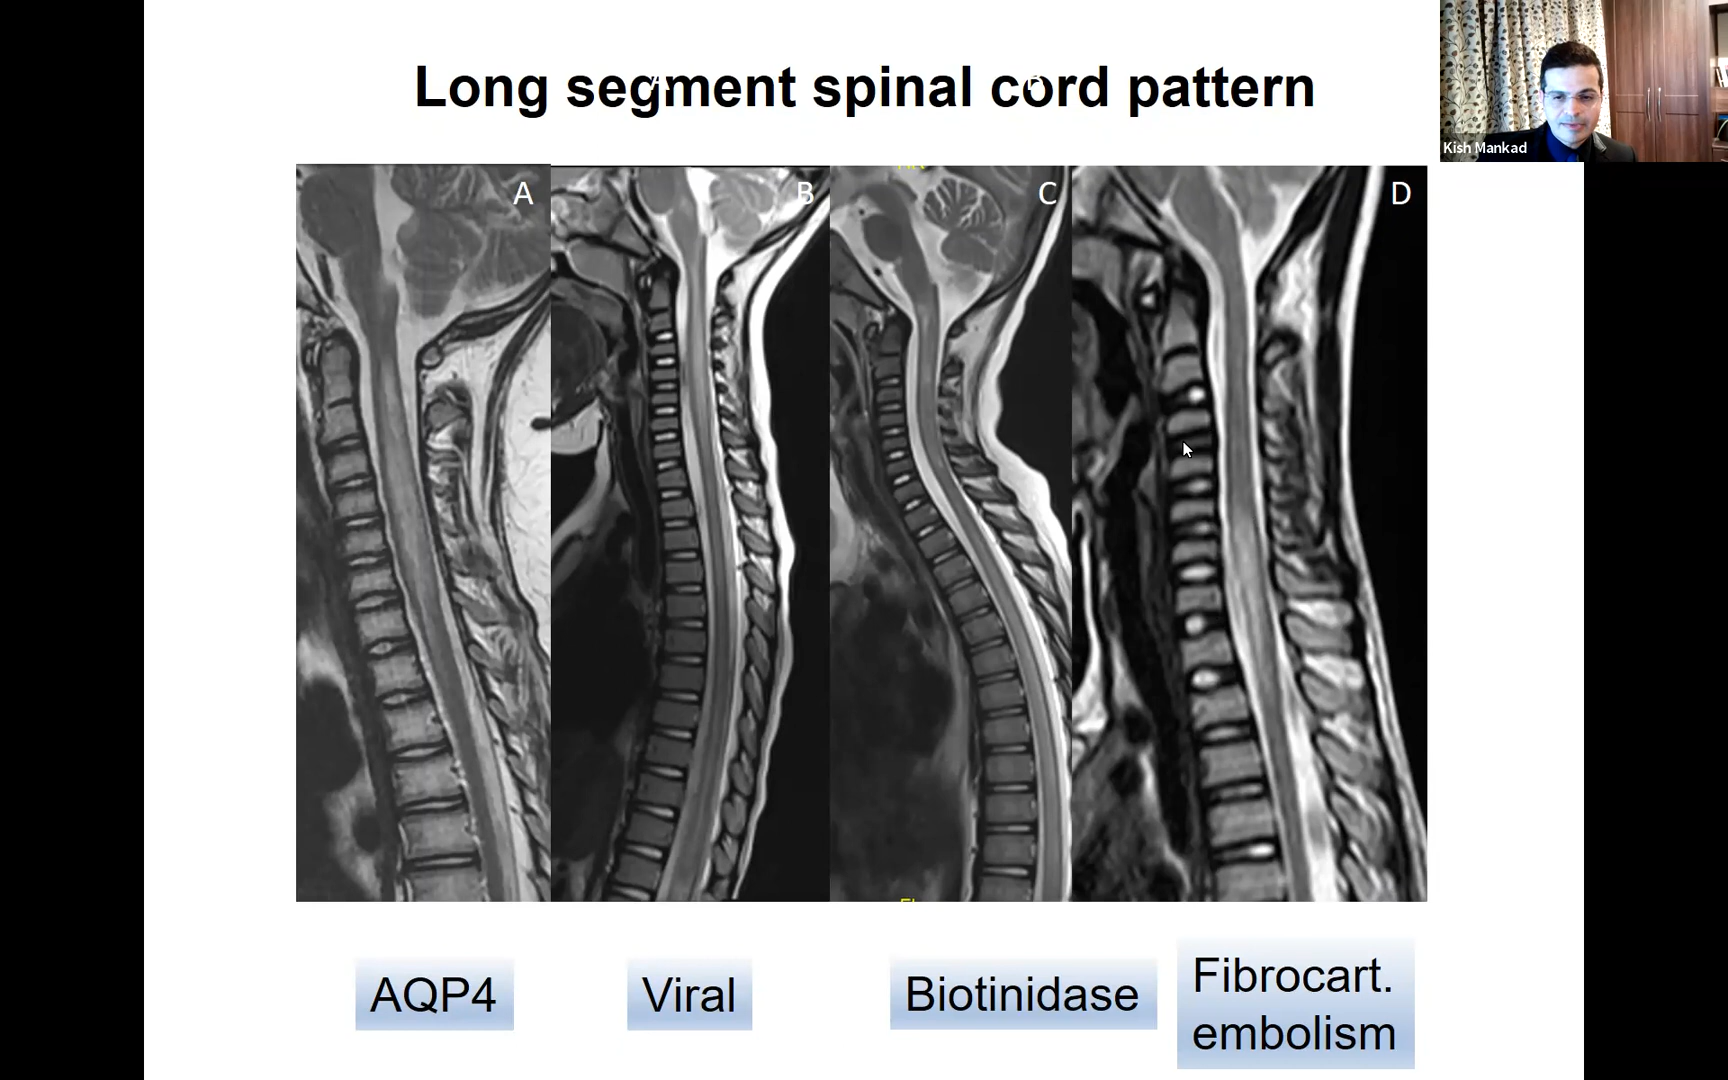 Long segment spinal cord pattern
Kish Mankad
A
B
C
D
AQP4
Viral
Biotinidase
Fibrocart.
embolism